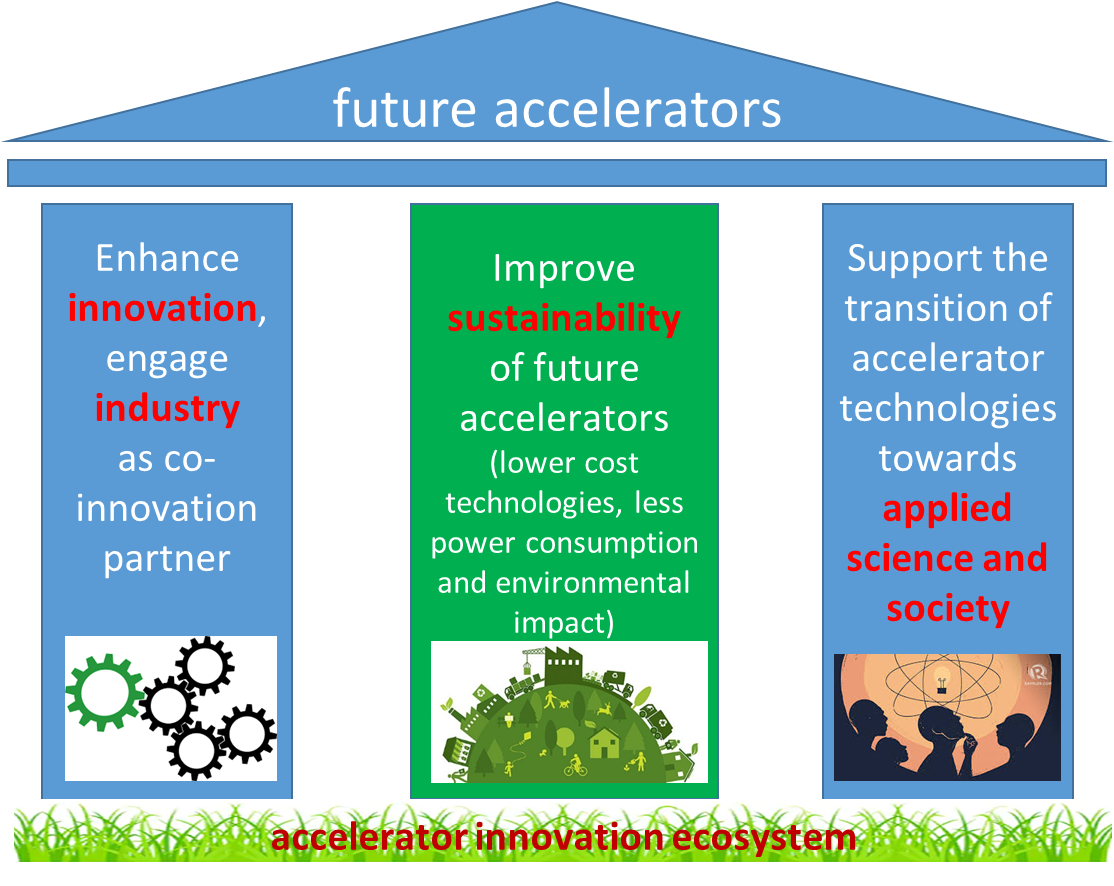 future accelerators
Enhance
innovation,
engage
industry
as co-
innovation
partner
Improve
sustainability
of future
accelerators
(lower cost
technologies, less
power consumption
and environmental
impact)
Support the
transition of
accelerator
technologies
towards
applied
science and
society
accelerator innovation ecosystem